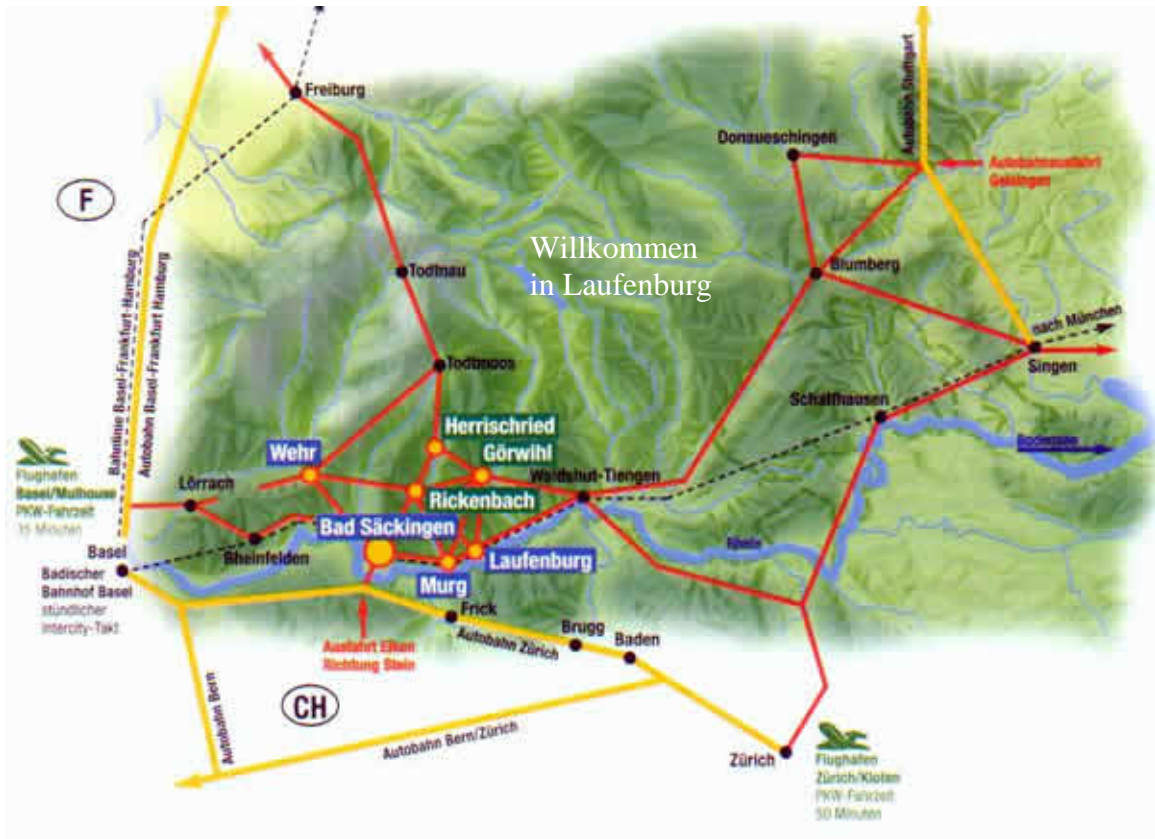 Freiburg
Donaueschingen
Autobahn Stuttgart
Autobahnausfahrt
Geisingen
F
Willkommen
in Laufenburg
Todtnau
Blumberg
Bahnlinie Basel-Frankfurt-Hamburg
Autobahn Basel-Frankfurt Hamburg
nach München
Todtmoos
Singen
Schaffhausen
Herrischried
Görwihl
Bodensee
Wehr
Flughafen
Basel/Mulhouse
PKW-Fahrzeit
35 Minuten
Lörrach
Waldshut-Tiengen
Rickenbach
Bad Säckingen
Rheinfelden
Rhein
Basel
Laufenburg
Badischer
Bahnhof Basel
stündlicher
Intercity-Takt
Murg
Frick
Brugg
Baden
Autobahn Zürich
Ausfahrt Eiken
Richtung Stein
Autobahn Bern
CH
Autobahn Bern/Zürich
Zürich
Flughafen
Zürich/Kloten
PKW-Fahrzeit
50 Minuten